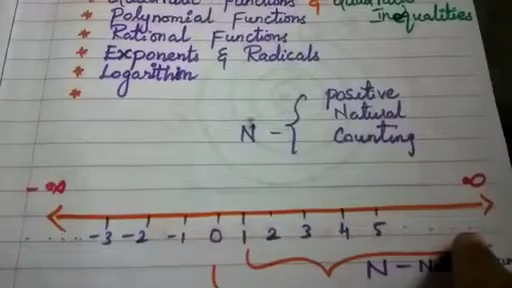 * Polynomial Functions Inequalities
* Rational Functions
* Exponents & Radicals
* Logarithm
*
N - { positive
Natural
Counting
- ∞ ∞
..... -3 -2 -1 0 1 2 3 4 5 . . .
N - N